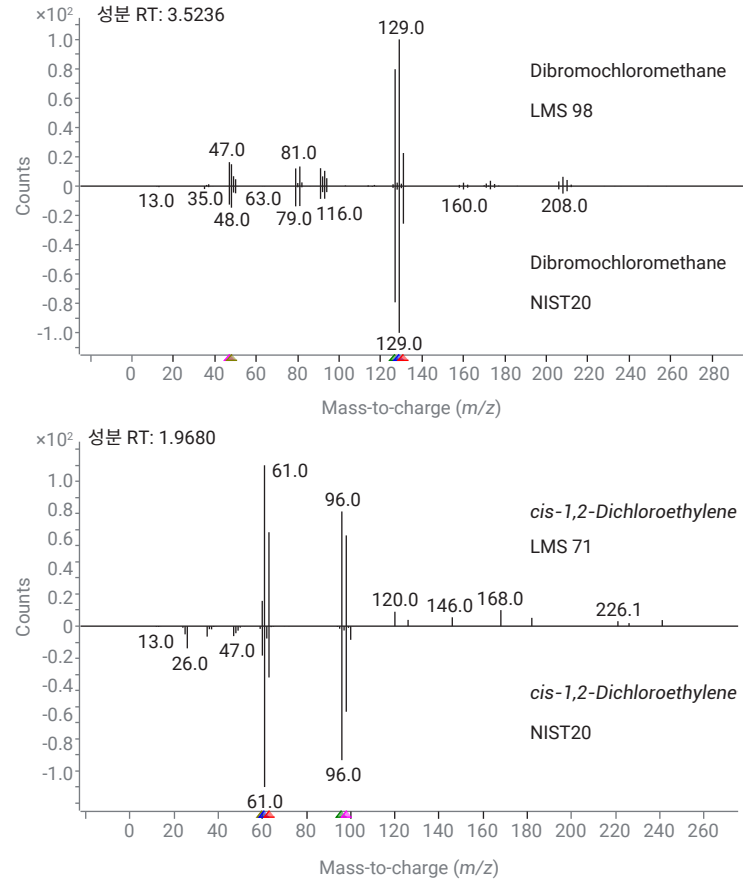 ×10²
성분 RT: 3.5236
129.0
1.0
Dibromochloromethane
0.8
0.6
LMS 98
0.4
47.0
81.0
0.2
0
13.0
35.0
63.0
160.0
208.0
48.0
79.0
116.0
-0.2
-0.4
Dibromochloromethane
-0.6
-0.8
NIST20
-1.0
129.0
Counts
0 20 40 60 80 100 120 140 160 180 200 220 240 260 280
Mass-to-charge (m/z)
×10²
성분 RT: 1.9680
1.0
61.0
96.0
0.8
cis-1,2-Dichloroethylene
0.6
LMS 71
0.4
120.0
146.0
168.0
226.1
0.2
0
13.0
26.0
47.0
-0.2
-0.4
cis-1,2-Dichloroethylene
-0.6
NIST20
-0.8
96.0
-1.0
61.0
Counts
0 20 40 60 80 100 120 140 160 180 200 220 240 260
Mass-to-charge (m/z)